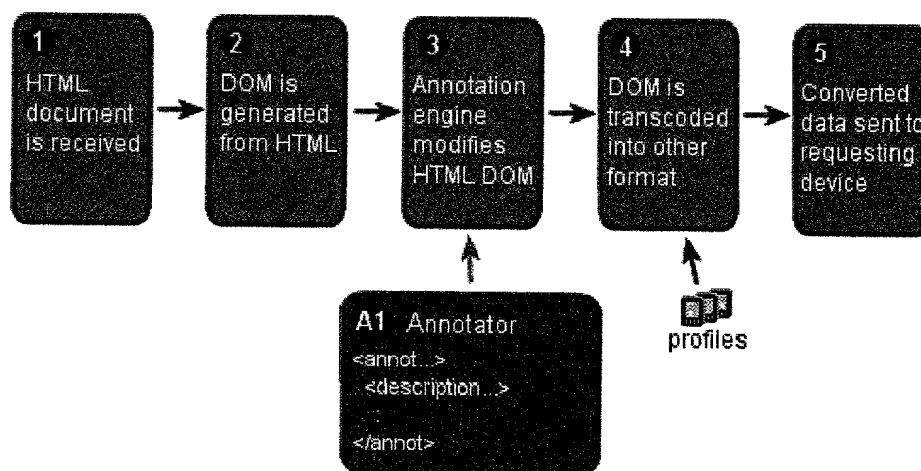 1
HTML
document
is received
2
DOM is
generated
from HTML
3
Annotation
engine
modifies
HTML DOM
4
DOM is
transcoded
into other
format
5
Converted
data sent to
requesting
device
A1 Annotator
<annot...>
<description...>
</annot>
profiles